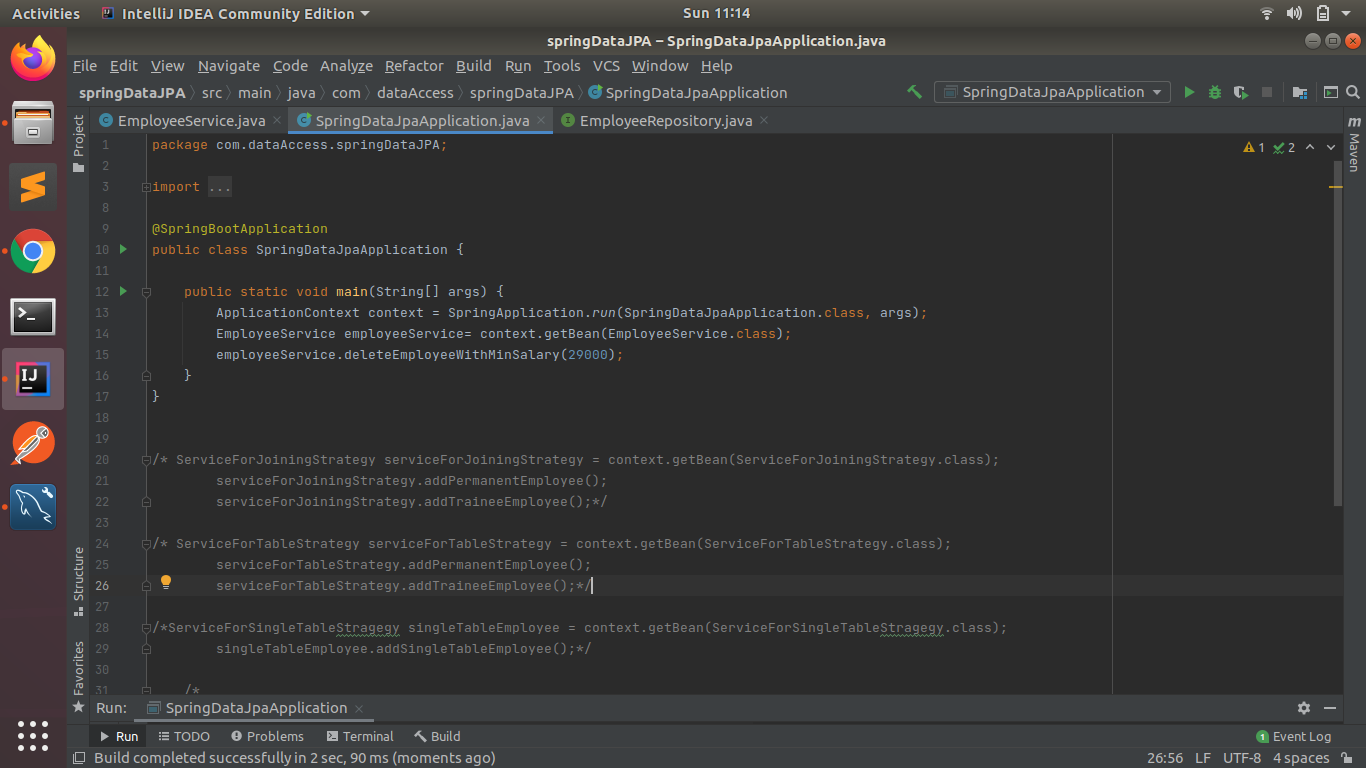 Activities IntelliJ IDEA Community Edition Sun 11:14
springDataJPA – SpringDataJpaApplication.java
File Edit View Navigate Code Analyze Refactor Build Run Tools VCS Window Help
springDataJPA src main java com dataAccess springDataJPA SpringDataJpaApplication SpringDataJpaApplication
Project EmployeeService.java SpringDataJpaApplication.java EmployeeRepository.java m Maven
1 package com.dataAccess.springDataJPA; 1 2
2
3 import ...
8
9 @SpringBootApplication
10 public class SpringDataJpaApplication {
11
12 public static void main(String[] args) {
13 ApplicationContext context = SpringApplication.run(SpringDataJpaApplication.class, args);
14 EmployeeService employeeService= context.getBean(EmployeeService.class);
15 employeeService.deleteEmployeeWithMinSalary(29000);
16 }
17 }
18
19
20 /* ServiceForJoiningStrategy serviceForJoiningStrategy = context.getBean(ServiceForJoiningStrategy.class);
21 serviceForJoiningStrategy.addPermanentEmployee();
22 serviceForJoiningStrategy.addTraineeEmployee();*/
23
24 /* ServiceForTableStrategy serviceForTableStrategy = context.getBean(ServiceForTableStrategy.class);
25 serviceForTableStrategy.addPermanentEmployee();
26 serviceForTableStrategy.addTraineeEmployee();*/
27
28 /*ServiceForSingleTableStragegy singleTableEmployee = context.getBean(ServiceForSingleTableStragegy.class);
29 singleTableEmployee.addSingleTableEmployee();*/
30
31 /*
Structure
Favorites
Run: SpringDataJpaApplication
Run TODO Problems Terminal Build 1 Event Log
Build completed successfully in 2 sec, 90 ms (moments ago) 26:56 LF UTF-8 4 spaces